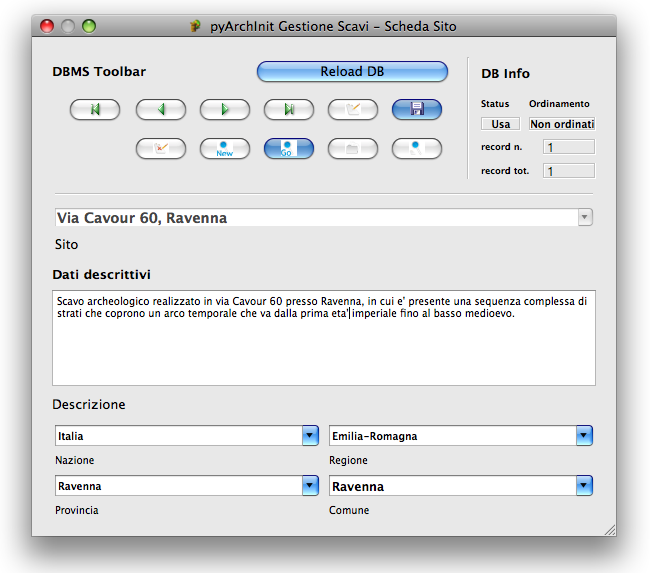 pyArchInit Gestione Scavi - Scheda Sito
DBMS Toolbar
Reload DB
DB Info
Status
Ordinamento
Usa
Non ordinati
record n.
1
record tot.
1
New
Go
Via Cavour 60, Ravenna
Sito
Dati descrittivi
Scavo archeologico realizzato in via Cavour 60 presso Ravenna, in cui e' presente una sequenza complessa di
strati che coprono un arco temporale che va dalla prima eta' imperiale fino al basso medioevo.
Descrizione
Italia
Emilia-Romagna
Nazione
Regione
Ravenna
Ravenna
Provincia
Comune